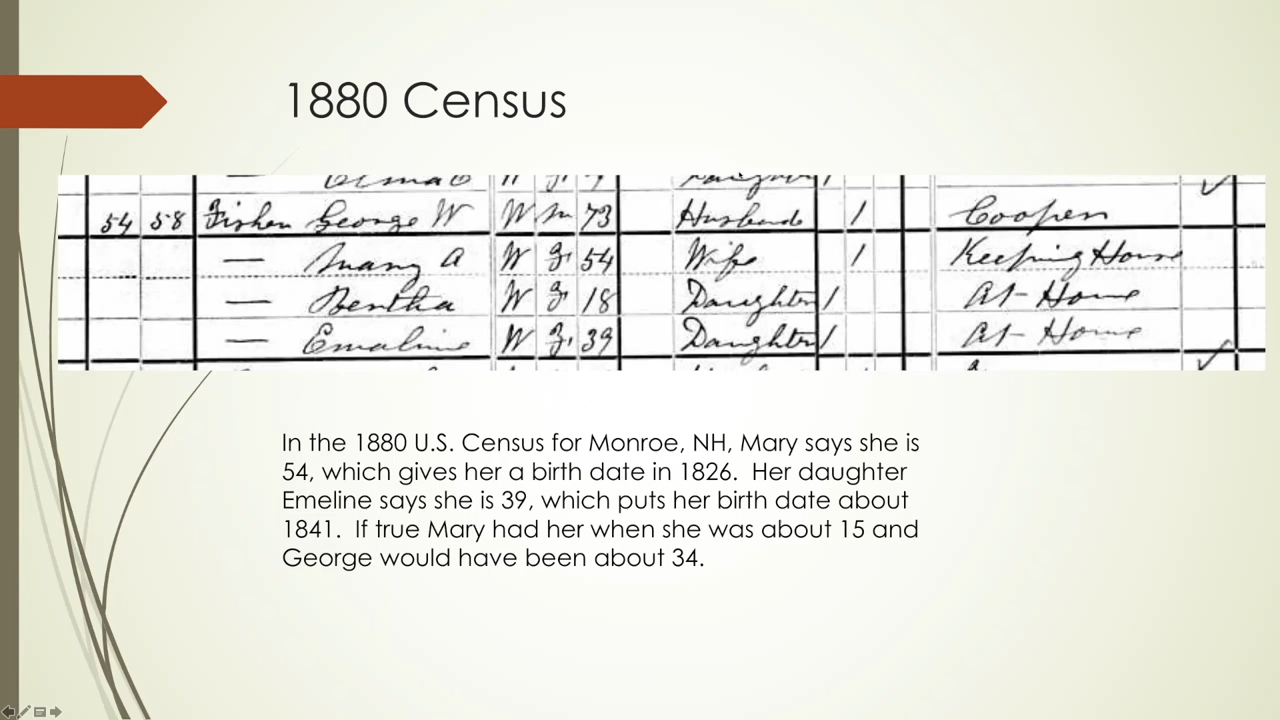 1880 Census
54 58 Fisher George W W M 73 Husband 1 Cooper
— Mary A W F. 54 Wife 1 Keeping House
— Bertha W F 18 Daughter 1 At Home
— Emaline W F. 39 Daughter 1 At Home
In the 1880 U.S. Census for Monroe, NH, Mary says she is
54, which gives her a birth date in 1826.  Her daughter
Emeline says she is 39, which puts her birth date about
1841.  If true Mary had her when she was about 15 and
George would have been about 34.